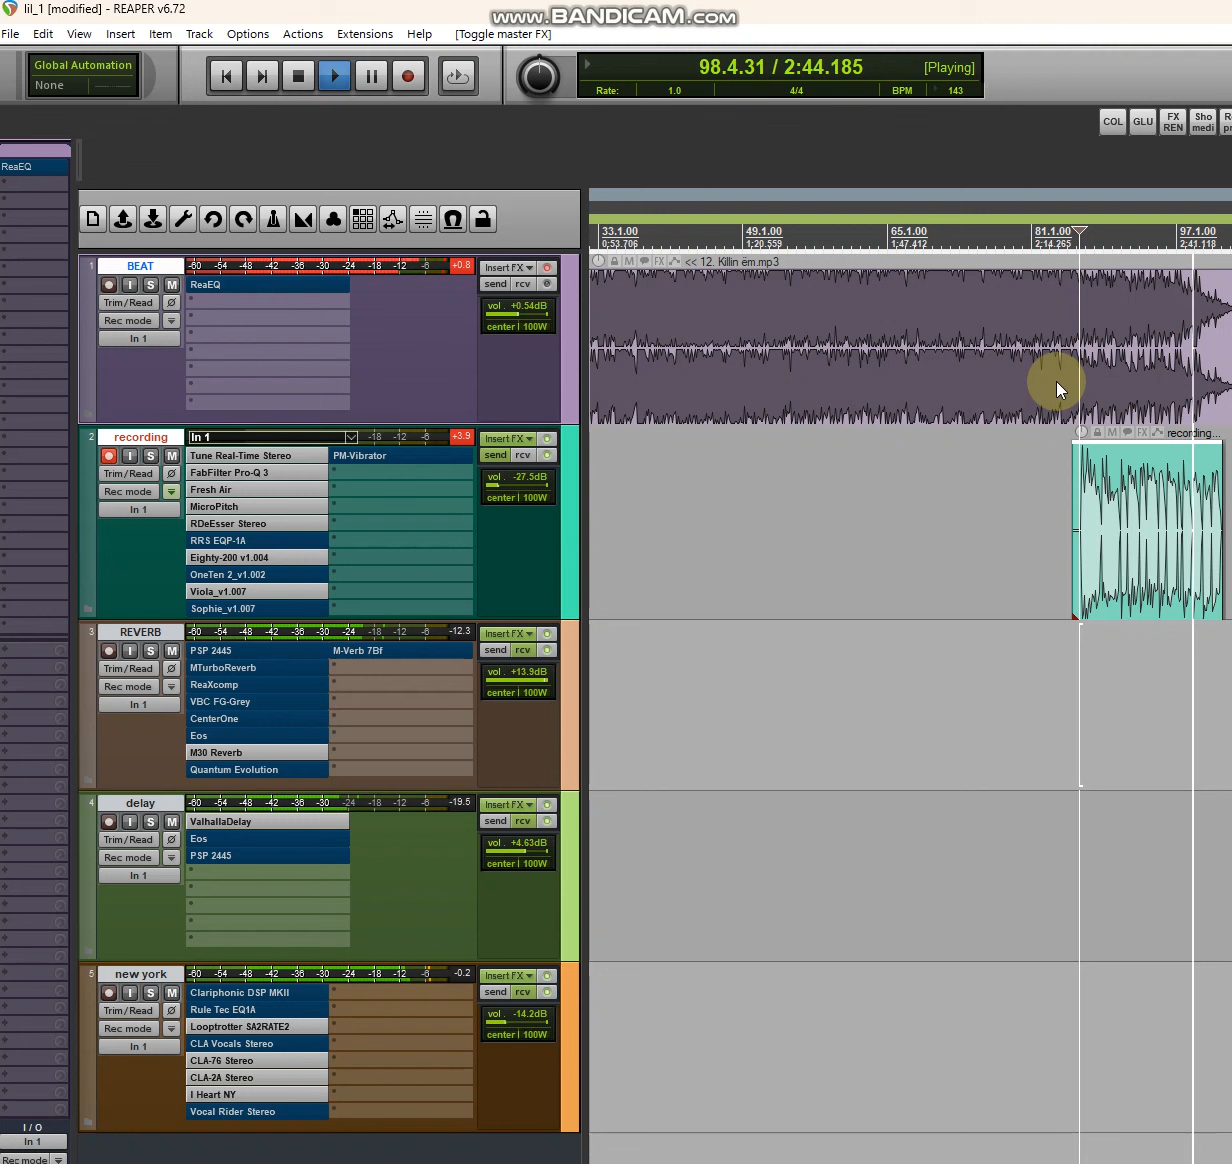 lil_1 [modified] - REAPER v6.72
www.BANDICAM.com
File Edit View Insert Item Track Options Actions Extensions Help [Toggle master FX]
Global Automation
None
98.4.31 / 2:44.185 [Playing]
Rate: 1.0 4/4 BPM 143
COL GLU FX REN Sho medi
ReaEQ
33.1.00 49.1.00 65.1.00 81.1.00 97.1.00
0:53.706 1:20.559 1:47.412 2:14.265 2:41.118
1 BEAT -60 -54 -48 -42 -36 -30 -24 -18 -12 -6 +0.8 Insert FX
M FX << 12. Killin em.mp3
I S M ReaEQ send rcv
Trim/Read Ø vol . +0.54dB
Rec mode center | 100W
In 1
2 recording In 1 -18 -12 -6 +3.9 Insert FX
M FX recording...
I S M Tune Real-Time Stereo PM-Vibrator send rcv
Trim/Read Ø FabFilter Pro-Q 3 vol . -27.5dB
Rec mode Fresh Air center | 100W
In 1 MicroPitch
RDeEsser Stereo
RRS EQP-1A
Eighty-200 v1.004
OneTen 2_v1.002
Viola_v1.007
Sophie_v1.007
3 REVERB -60 -54 -48 -42 -36 -30 -24 -18 -12 -6 -12.3 Insert FX
I S M PSP 2445 M-Verb 7Bf send rcv
Trim/Read Ø MTurboReverb vol . +13.9dB
Rec mode ReaXcomp center | 100W
In 1 VBC FG-Grey
CenterOne
Eos
M30 Reverb
Quantum Evolution
4 delay -60 -54 -48 -42 -36 -30 -24 -18 -12 -6 -19.5 Insert FX
I S M ValhallaDelay send rcv
Trim/Read Ø Eos vol . +4.63dB
Rec mode PSP 2445 center | 100W
In 1
5 new york -60 -54 -48 -42 -36 -30 -24 -18 -12 -6 -0.2 Insert FX
I S M Clariphonic DSP MKII send rcv
Trim/Read Ø Rule Tec EQ1A vol . -14.2dB
Rec mode Looptrotter SA2RATE2 center | 100W
In 1 CLA Vocals Stereo
CLA-76 Stereo
CLA-2A Stereo
I Heart NY
Vocal Rider Stereo
I / O
In 1
Rec mode